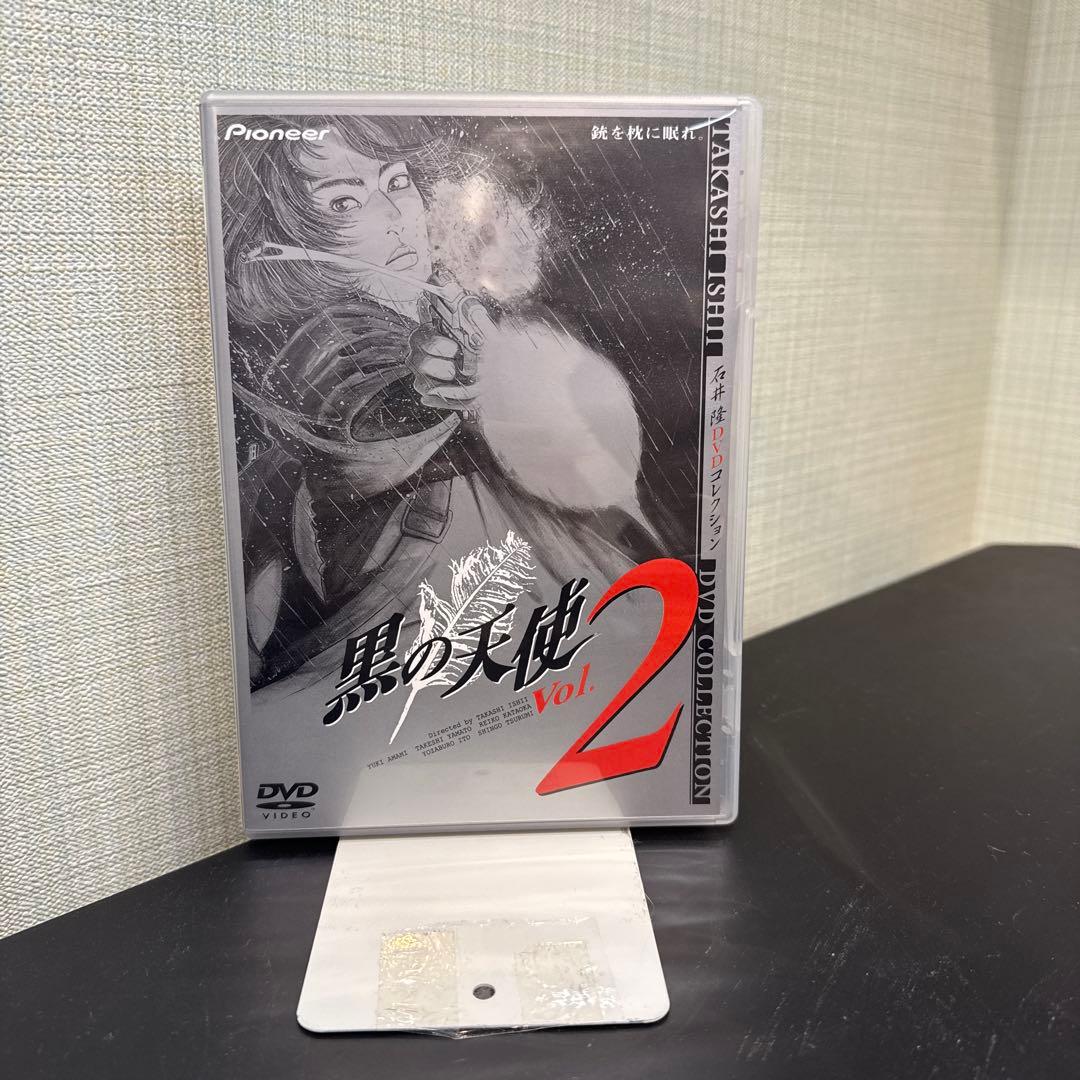 Pioneer
銃を枕に眠れ。
TAKASHI ISHII
石井 隆 DVDコレクション
DVD COLLECTION
黒の天使
Vol. 2
Directed by TAKASHI ISHII
YUKI AMAMI TAKESHI YAMATO REIKO KATAOKA
YOZABURO ITO SHINGO TSURUMI
DVD
VIDEO